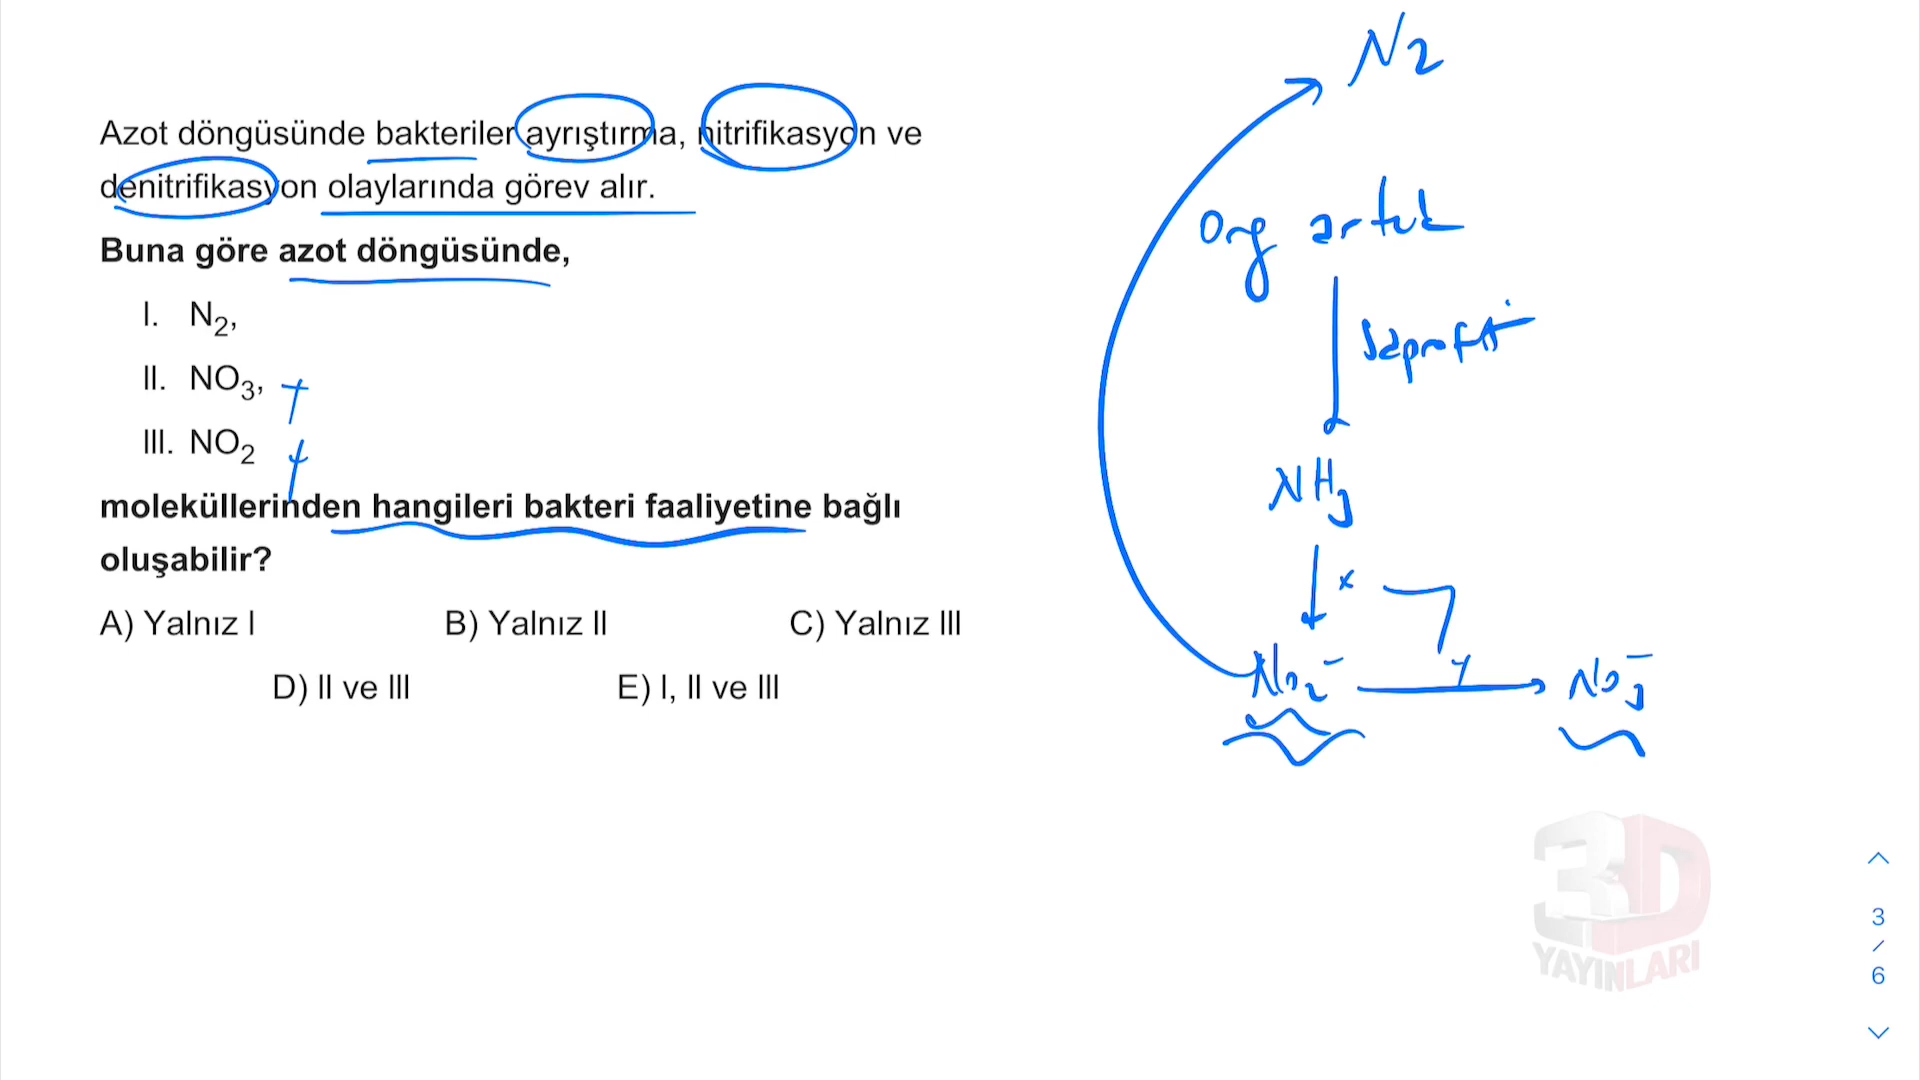 Azot döngüsünde bakteriler ayrıştırma, nitrifikasyon ve
denitrifikasyon olaylarında görev alır.
Buna göre azot döngüsünde,
I. N₂,
II. NO₃, +
III. NO₂ +
moleküllerinden hangileri bakteri faaliyetine bağlı
oluşabilir?
A) Yalnız I B) Yalnız II C) Yalnız III
D) II ve III E) I, II ve III
N₂
Org artık
Saprofit
NH₃
x
NO₂⁻ y NO₃⁻
3D
YAYINLARI
3
/
6